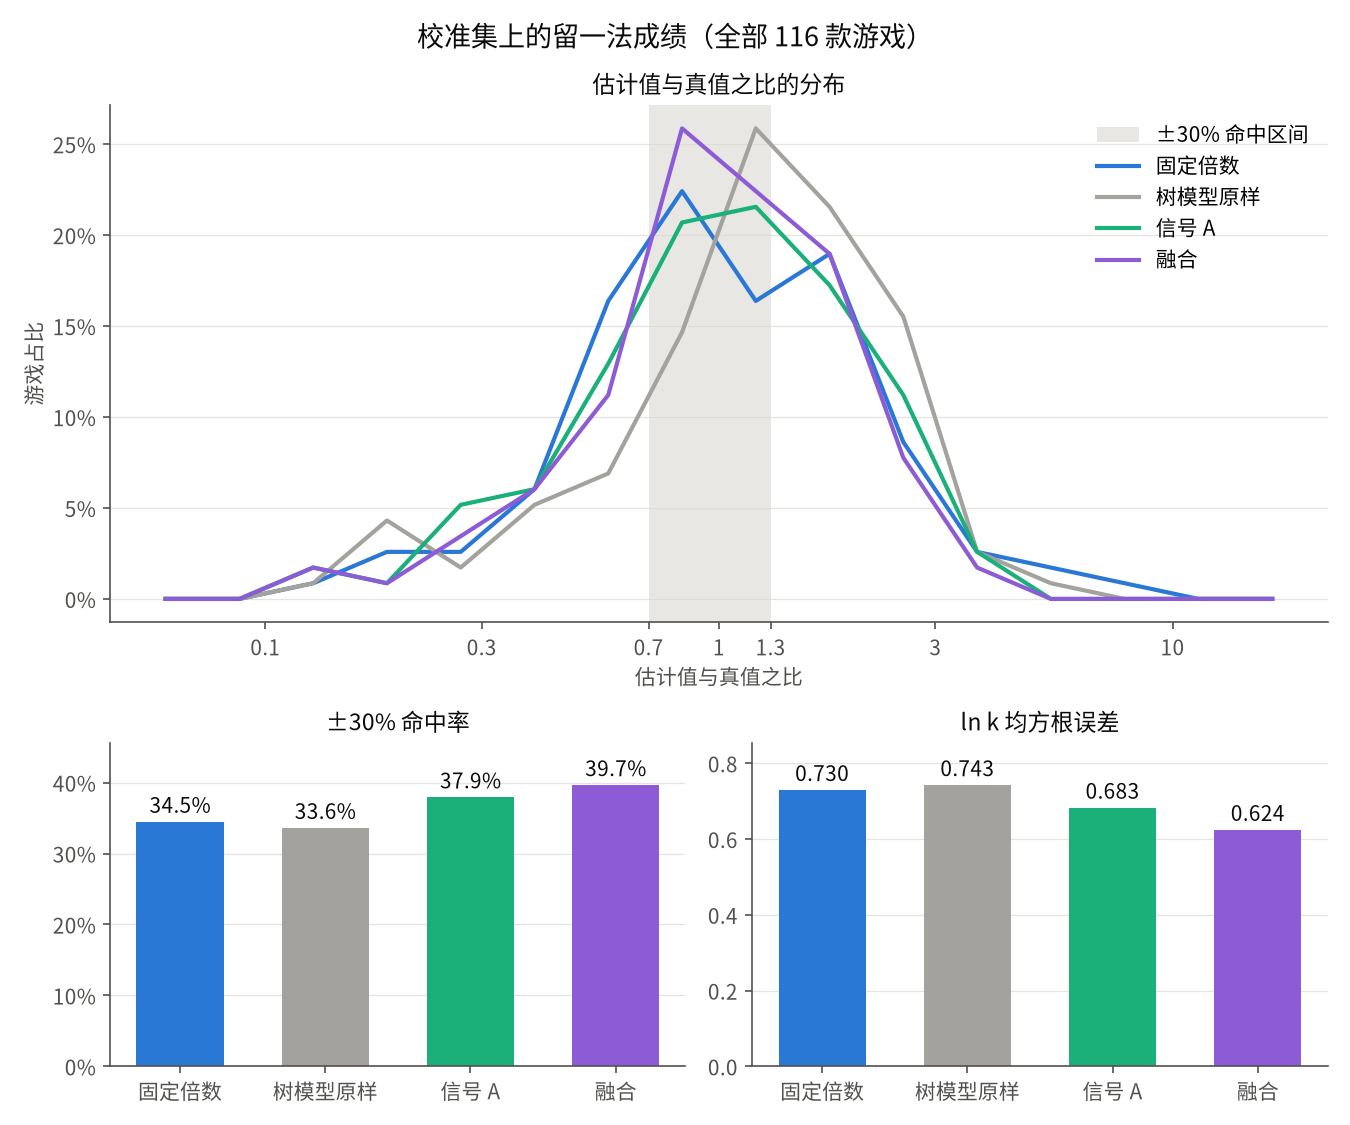 校准集上的留一法成绩（全部 116 款游戏）
估计值与真值之比的分布
±30% 命中区间
固定倍数
树模型原样
信号 A
融合
游戏占比
25%
20%
15%
10%
5%
0%
0.1 0.3 0.7 1 1.3 3 10
估计值与真值之比
±30% 命中率
40%
30%
20%
10%
0%
34.5% 33.6% 37.9% 39.7%
固定倍数 树模型原样 信号 A 融合
ln k 均方根误差
0.8
0.6
0.4
0.2
0.0
0.730 0.743 0.683 0.624
固定倍数 树模型原样 信号 A 融合